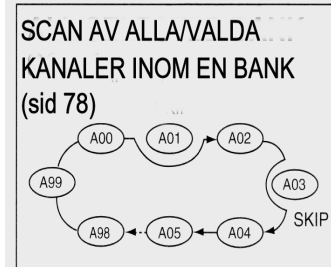 SCAN AV ALLA/VALDA
KANALER INOM EN BANK
(sid 78)
A00 A01 A02
A99 A03
SKIP
A98 A05 A04